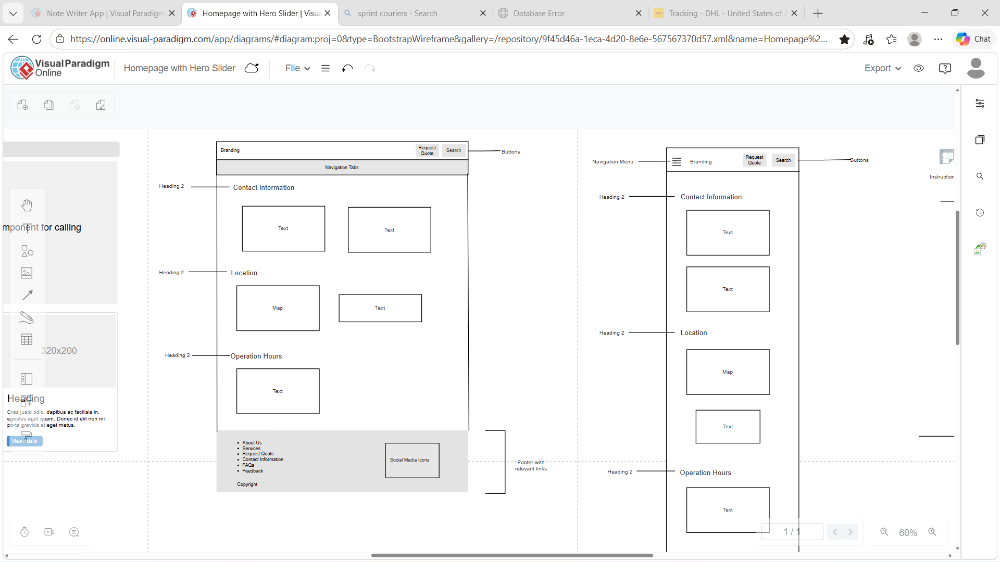 Note Writer App | Visual Paradigm
Homepage with Hero Slider | Visua
sprint couriers - Search
Database Error
Tracking - DHL - United States of A
https://online.visual-paradigm.com/app/diagrams/#diagram:proj=0&type=BootstrapWireframe&gallery=/repository/9f45d46a-1eca-4d20-8e6e-567567370d57.xml&name=Homepage%2...
Chat
Visual Paradigm
Online
Homepage with Hero Slider
File
Export
mponent for calling
320x200
Heading
Cras justo odio, dapibus ac facilisis in,
egestas eget quam. Donec id elit non mi
porta gravida at eget metus.
View details
Branding
Request
Quote
Search
Buttons
Navigation Tabs
Heading 2
Contact Information
Text
Text
Heading 2
Location
Map
Text
Heading 2
Operation Hours
Text
• About Us
• Services
• Request Quote
• Contact Information
• FAQs
• Feedback
Copyright
Social Media Icons
Footer with
relevant links
Navigation Menu
Branding
Request
Quote
Search
Buttons
Heading 2
Contact Information
Text
Text
Heading 2
Location
Map
Text
Heading 2
Operation Hours
Text
Instruction
1 / 1
60%